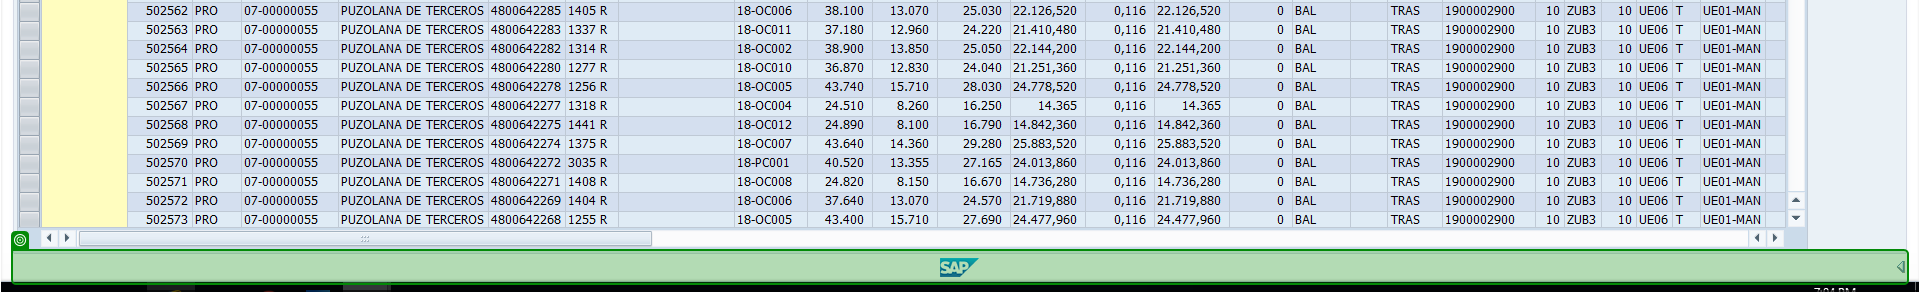 502562 PRO 07-00000055 PUZOLANA DE TERCEROS 4800642285 1405 R 18-OC006 38.100 13.070 25.030 22.126,520 0,116 22.126,520 0 BAL TRAS 1900002900 10 ZUB3 10 UE06 T UE01-MAN
502563 PRO 07-00000055 PUZOLANA DE TERCEROS 4800642283 1337 R 18-OC011 37.180 12.960 24.220 21.410,480 0,116 21.410,480 0 BAL TRAS 1900002900 10 ZUB3 10 UE06 T UE01-MAN
502564 PRO 07-00000055 PUZOLANA DE TERCEROS 4800642282 1314 R 18-OC002 38.900 13.850 25.050 22.144,200 0,116 22.144,200 0 BAL TRAS 1900002900 10 ZUB3 10 UE06 T UE01-MAN
502565 PRO 07-00000055 PUZOLANA DE TERCEROS 4800642280 1277 R 18-OC010 36.870 12.830 24.040 21.251,360 0,116 21.251,360 0 BAL TRAS 1900002900 10 ZUB3 10 UE06 T UE01-MAN
502566 PRO 07-00000055 PUZOLANA DE TERCEROS 4800642278 1256 R 18-OC005 43.740 15.710 28.030 24.778,520 0,116 24.778,520 0 BAL TRAS 1900002900 10 ZUB3 10 UE06 T UE01-MAN
502567 PRO 07-00000055 PUZOLANA DE TERCEROS 4800642277 1318 R 18-OC004 24.510 8.260 16.250 14.365 0,116 14.365 0 BAL TRAS 1900002900 10 ZUB3 10 UE06 T UE01-MAN
502568 PRO 07-00000055 PUZOLANA DE TERCEROS 4800642275 1441 R 18-OC012 24.890 8.100 16.790 14.842,360 0,116 14.842,360 0 BAL TRAS 1900002900 10 ZUB3 10 UE06 T UE01-MAN
502569 PRO 07-00000055 PUZOLANA DE TERCEROS 4800642274 1375 R 18-OC007 43.640 14.360 29.280 25.883,520 0,116 25.883,520 0 BAL TRAS 1900002900 10 ZUB3 10 UE06 T UE01-MAN
502570 PRO 07-00000055 PUZOLANA DE TERCEROS 4800642272 3035 R 18-PC001 40.520 13.355 27.165 24.013,860 0,116 24.013,860 0 BAL TRAS 1900002900 10 ZUB3 10 UE06 T UE01-MAN
502571 PRO 07-00000055 PUZOLANA DE TERCEROS 4800642271 1408 R 18-OC008 24.820 8.150 16.670 14.736,280 0,116 14.736,280 0 BAL TRAS 1900002900 10 ZUB3 10 UE06 T UE01-MAN
502572 PRO 07-00000055 PUZOLANA DE TERCEROS 4800642269 1404 R 18-OC006 37.640 13.070 24.570 21.719,880 0,116 21.719,880 0 BAL TRAS 1900002900 10 ZUB3 10 UE06 T UE01-MAN
502573 PRO 07-00000055 PUZOLANA DE TERCEROS 4800642268 1255 R 18-OC005 43.400 15.710 27.690 24.477,960 0,116 24.477,960 0 BAL TRAS 1900002900 10 ZUB3 10 UE06 T UE01-MAN
SAP